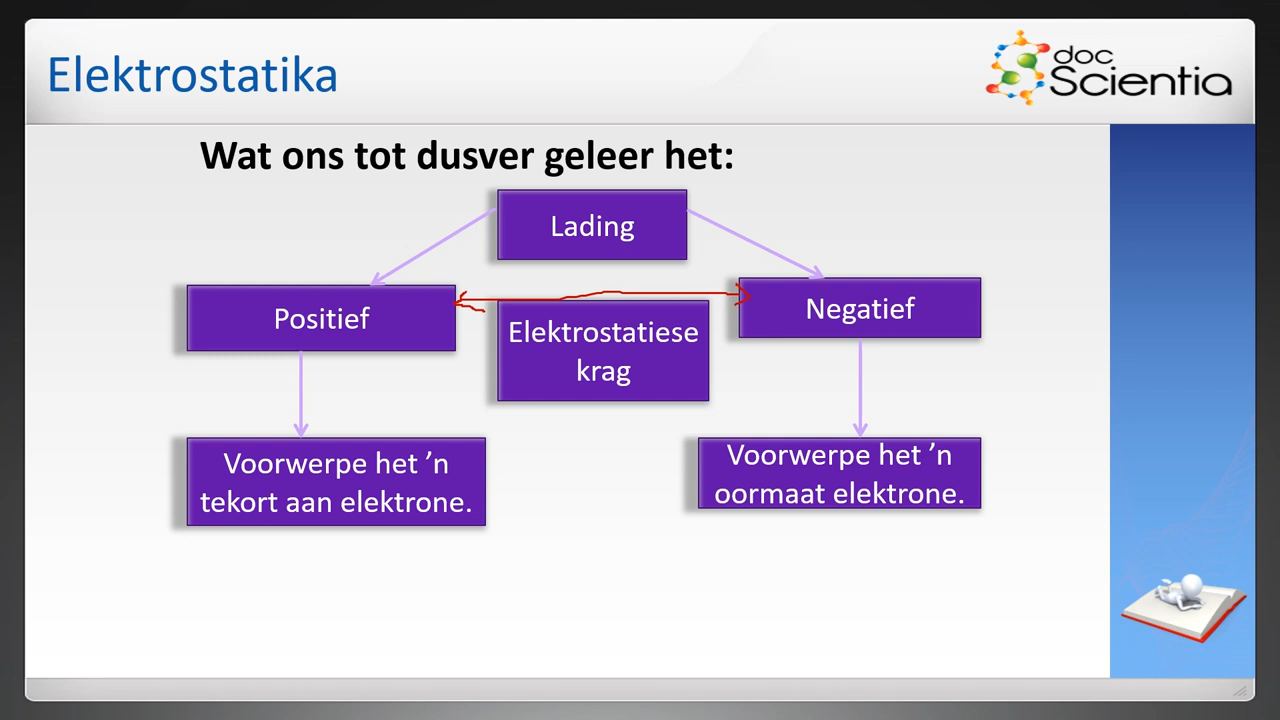 Elektrostatika
doc
Scientia
Wat ons tot dusver geleer het:
Lading
Positief
Negatief
Elektrostatiese
krag
Voorwerpe het ’n
tekort aan elektrone.
Voorwerpe het ’n
oormaat elektrone.